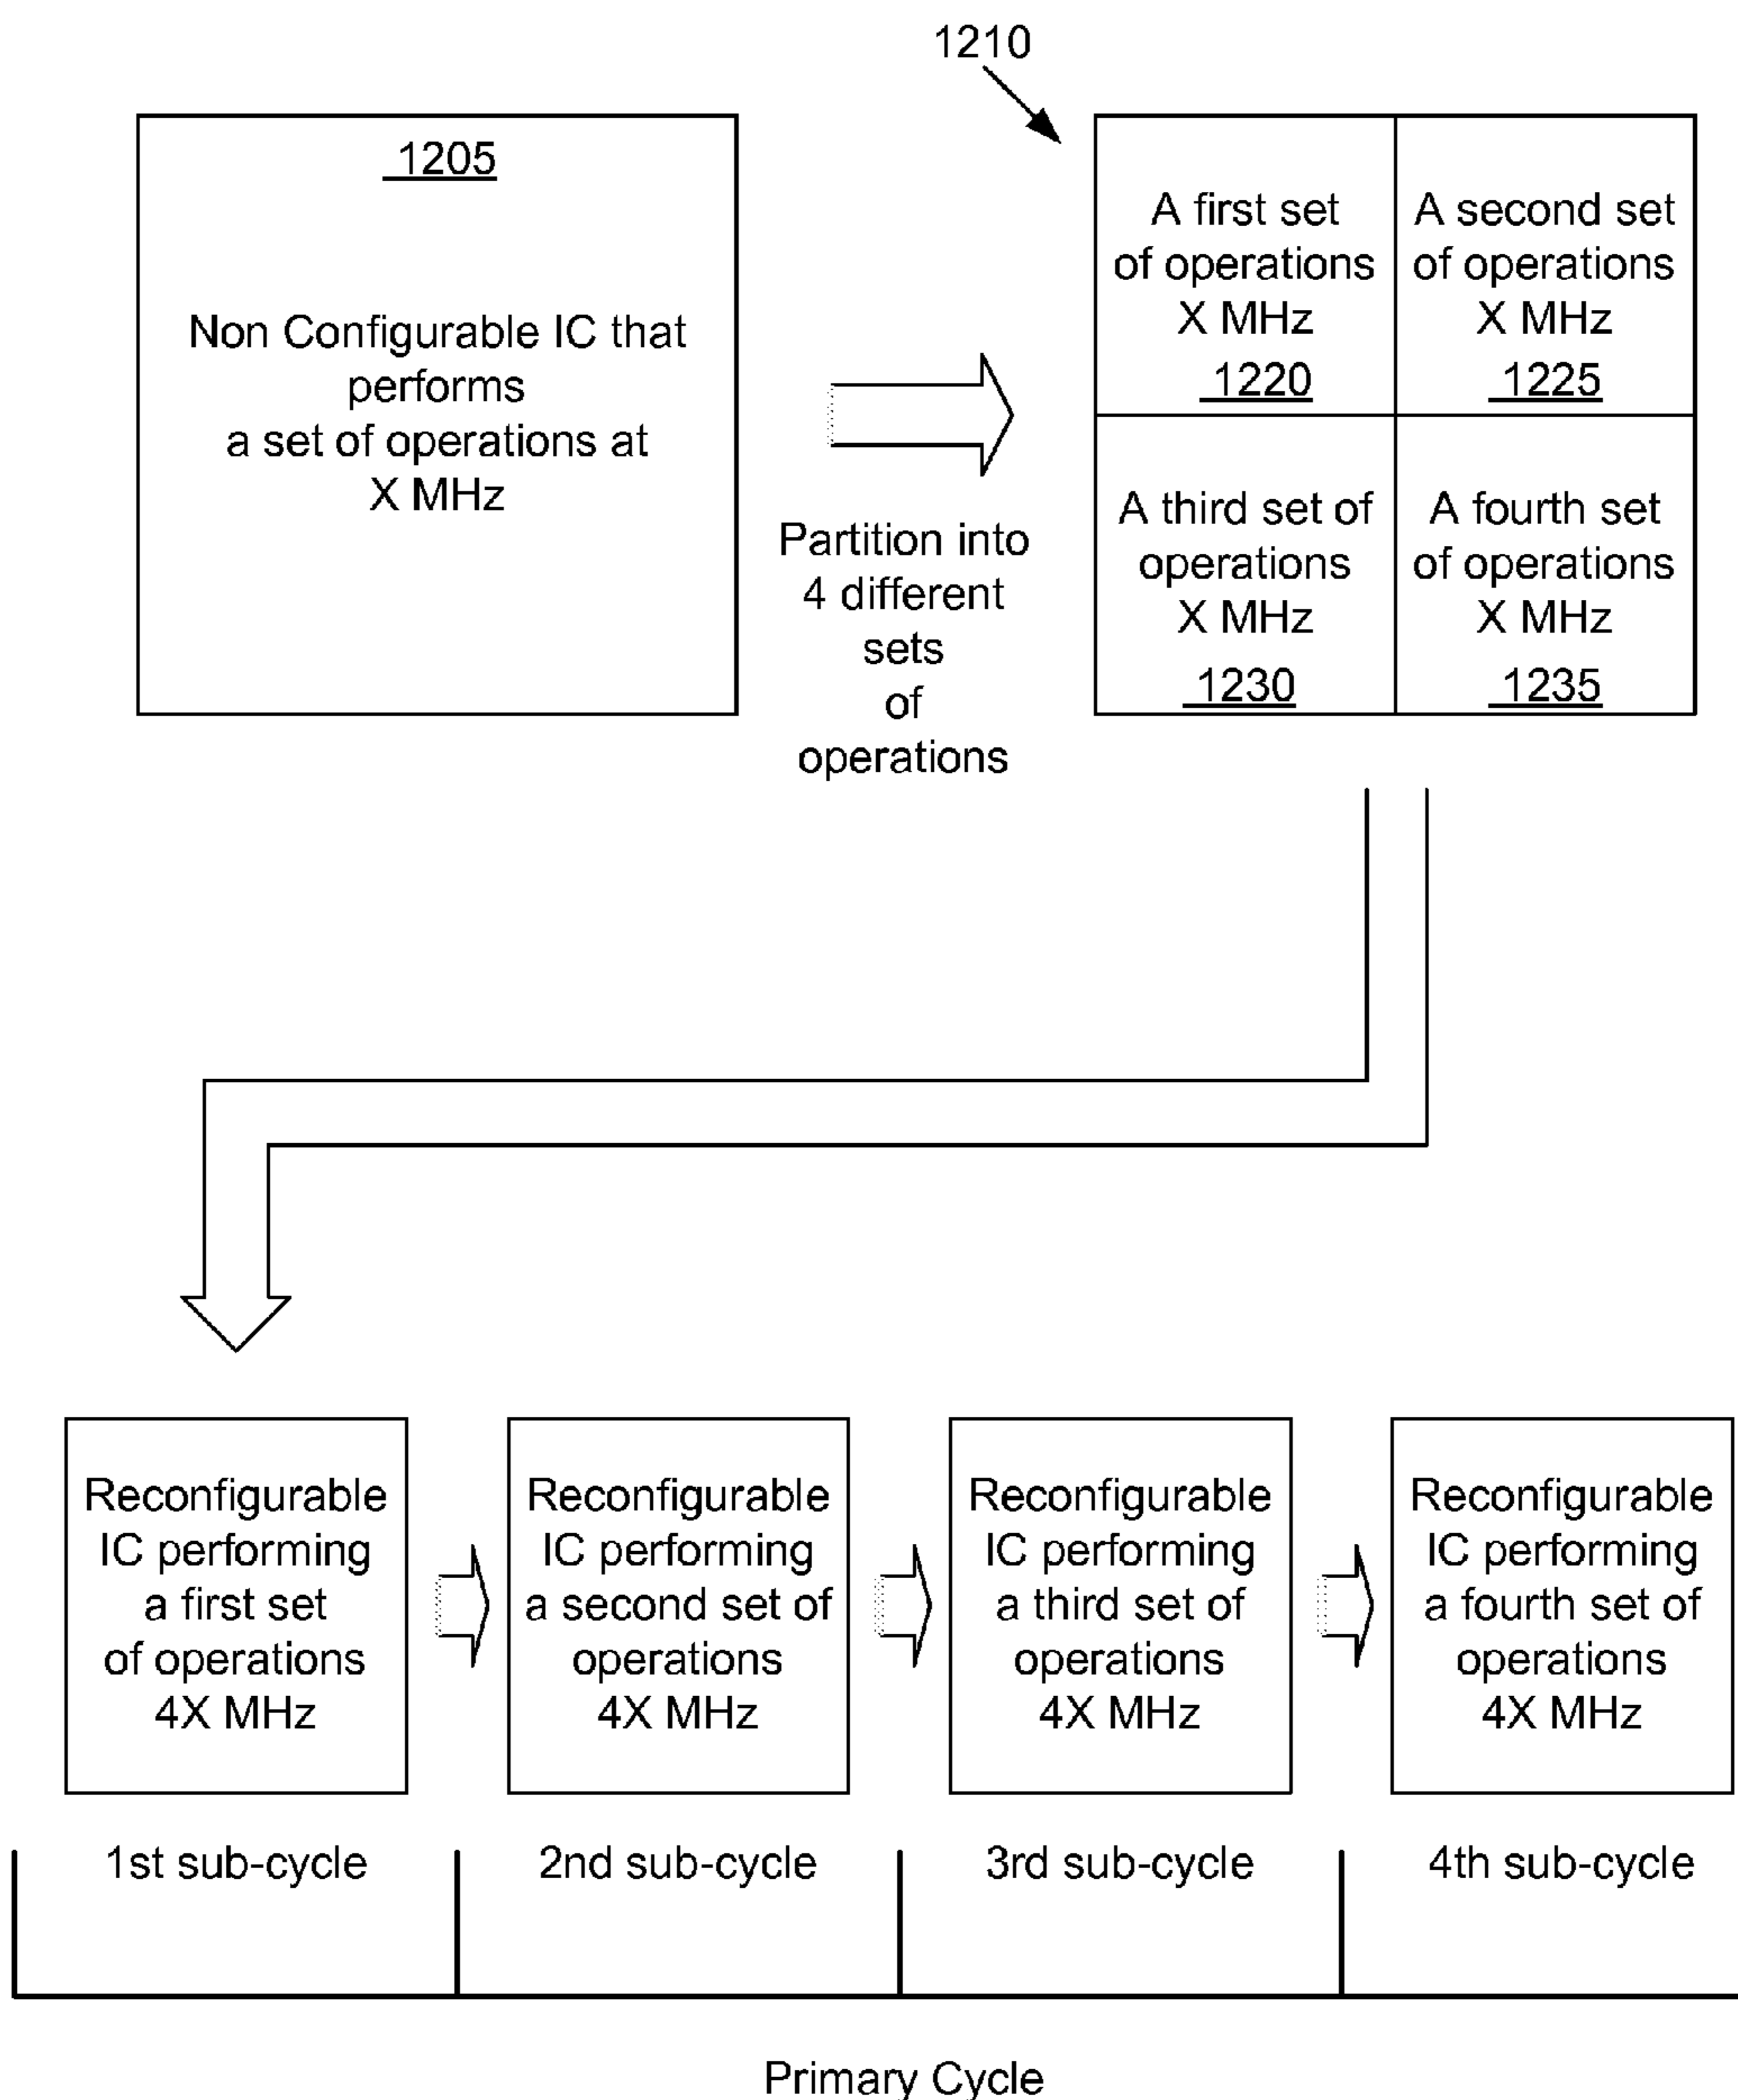 1210
1205
Non Configurable IC that
performs
a set of operations at
X MHz
Partition into
4 different
sets
of
operations
A first set
of operations
X MHz
1220
A second set
of operations
X MHz
1225
A third set of
operations
X MHz
1230
A fourth set
of operations
X MHz
1235
Reconfigurable
IC performing
a first set
of operations
4X MHz
Reconfigurable
IC performing
a second set of
operations
4X MHz
Reconfigurable
IC performing
a third set of
operations
4X MHz
Reconfigurable
IC performing
a fourth set of
operations
4X MHz
1st sub-cycle
2nd sub-cycle
3rd sub-cycle
4th sub-cycle
Primary Cycle